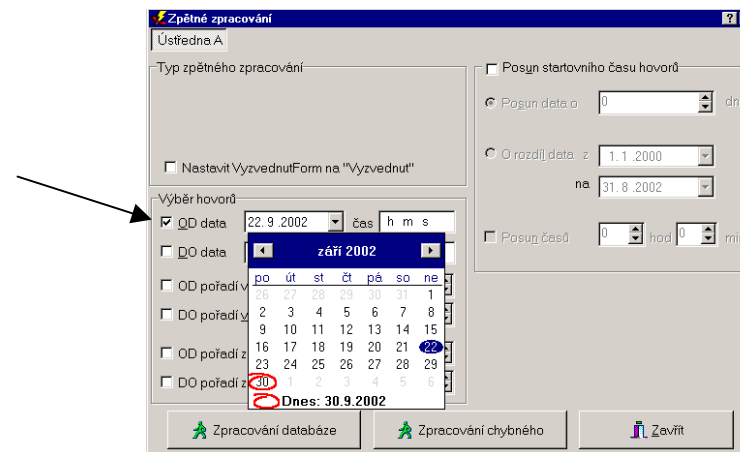 Zpětné zpracování ?
Ústředna A
Typ zpětného zpracování
Nastavit VyzvednutForm na "Vyzvednut"
Výběr hovorů
OD data 22. 9 .2002 čas h m s
DO data
září 2002
po út st čt pá so ne
26 27 28 29 30 31 1
2 3 4 5 6 7 8
9 10 11 12 13 14 15
16 17 18 19 20 21 22
23 24 25 26 27 28 29
30 1 2 3 4 5 6
Dnes: 30.9.2002
OD pořadí v
DO pořadí v
OD pořadí z
DO pořadí z
Posun startovního času hovorů
Posun data o 0 dn
O rozdíl data z 1. 1 .2000
na 31. 8 .2002
Posun časů 0 hod 0 mi
Zpracování databáze
Zpracování chybného
Zavřít